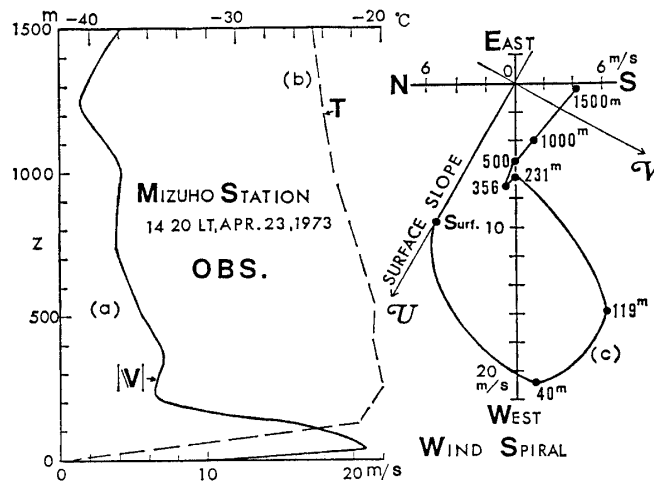 m −40 −30 −20 °C
1500
(b)
T
1000
MIZUHO STATION
14 20 LT, APR. 23, 1973
OBS.
Z
(a)
500
|V|
0
0 10 20 m/s
EAST
N 6 0 6 m/s S
1500m
1000m
500
231m
356
V
SURFACE SLOPE
Surf.
10
U
119m
(c)
20
m/s
40m
WEST
WIND SPIRAL